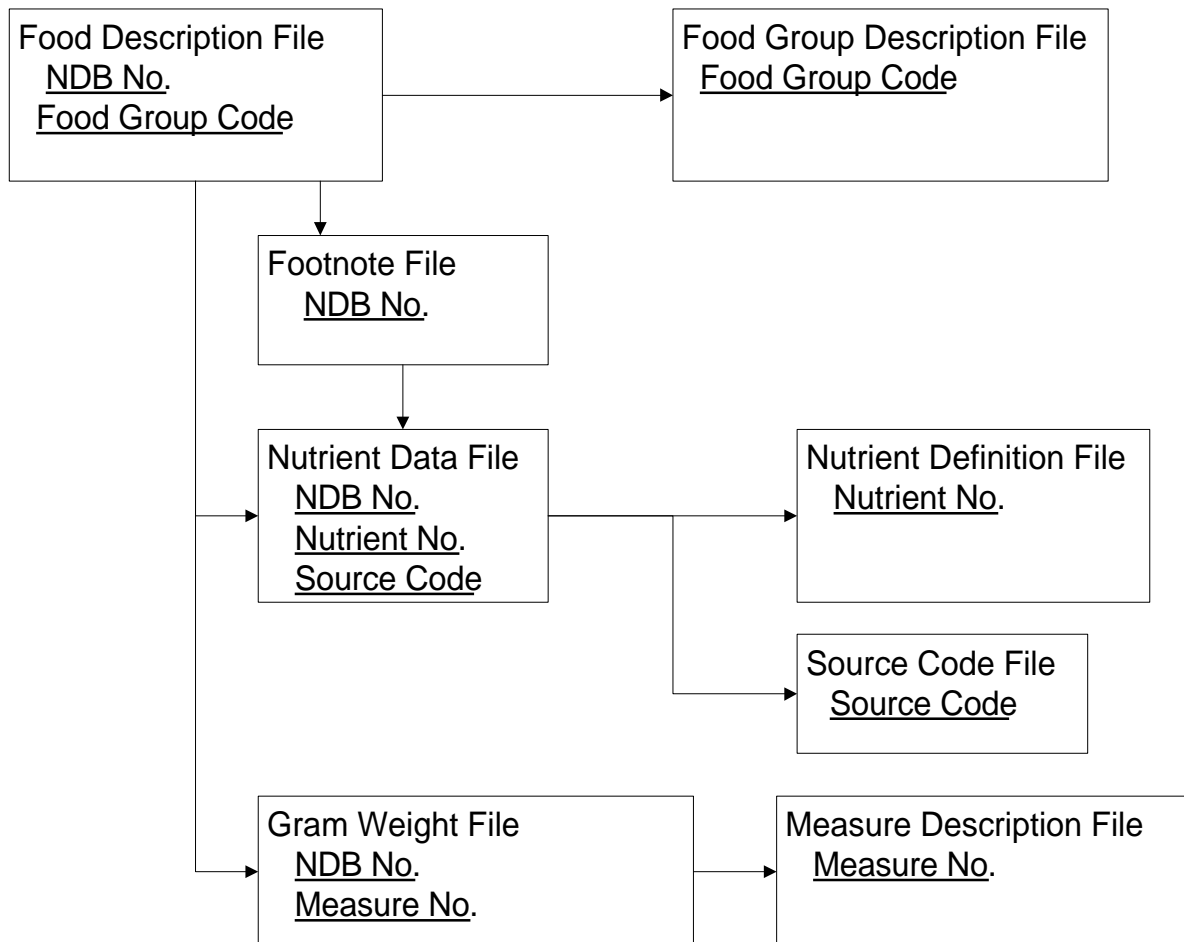 Food Description File
NDB No.
Food Group Code
Food Group Description File
Food Group Code
Footnote File
NDB No.
Nutrient Data File
NDB No.
Nutrient No.
Source Code
Nutrient Definition File
Nutrient No.
Source Code File
Source Code
Gram Weight File
NDB No.
Measure No.
Measure Description File
Measure No.